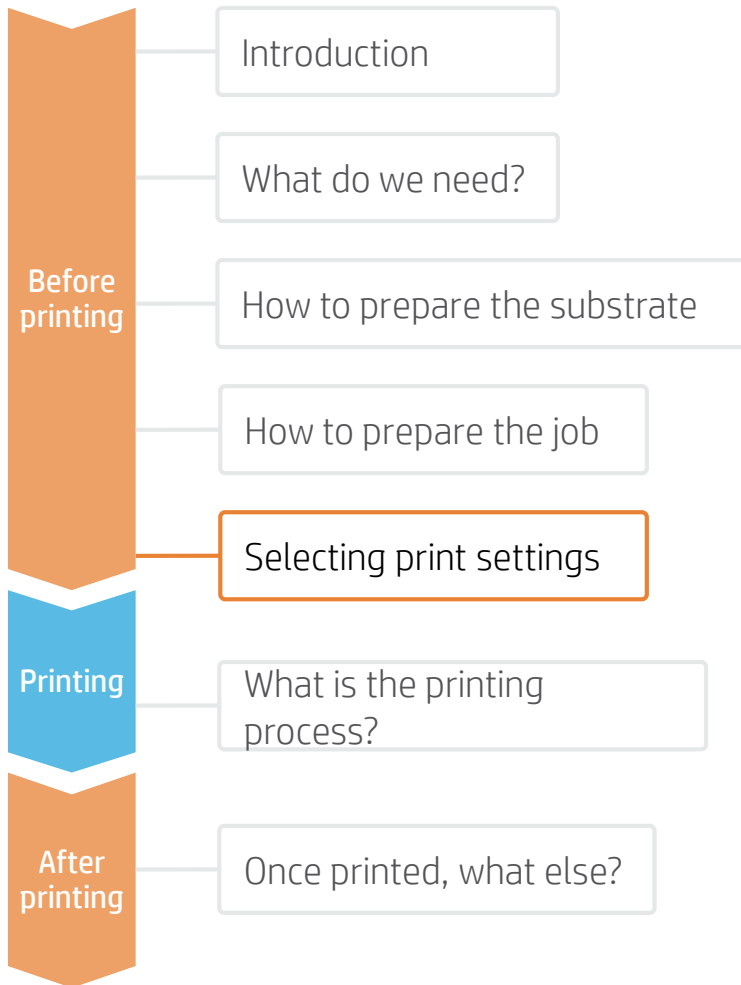 Introduction
What do we need?
Before
printing
How to prepare the substrate
How to prepare the job
Selecting print settings
Printing
What is the printing
process?
After
printing
Once printed, what else?